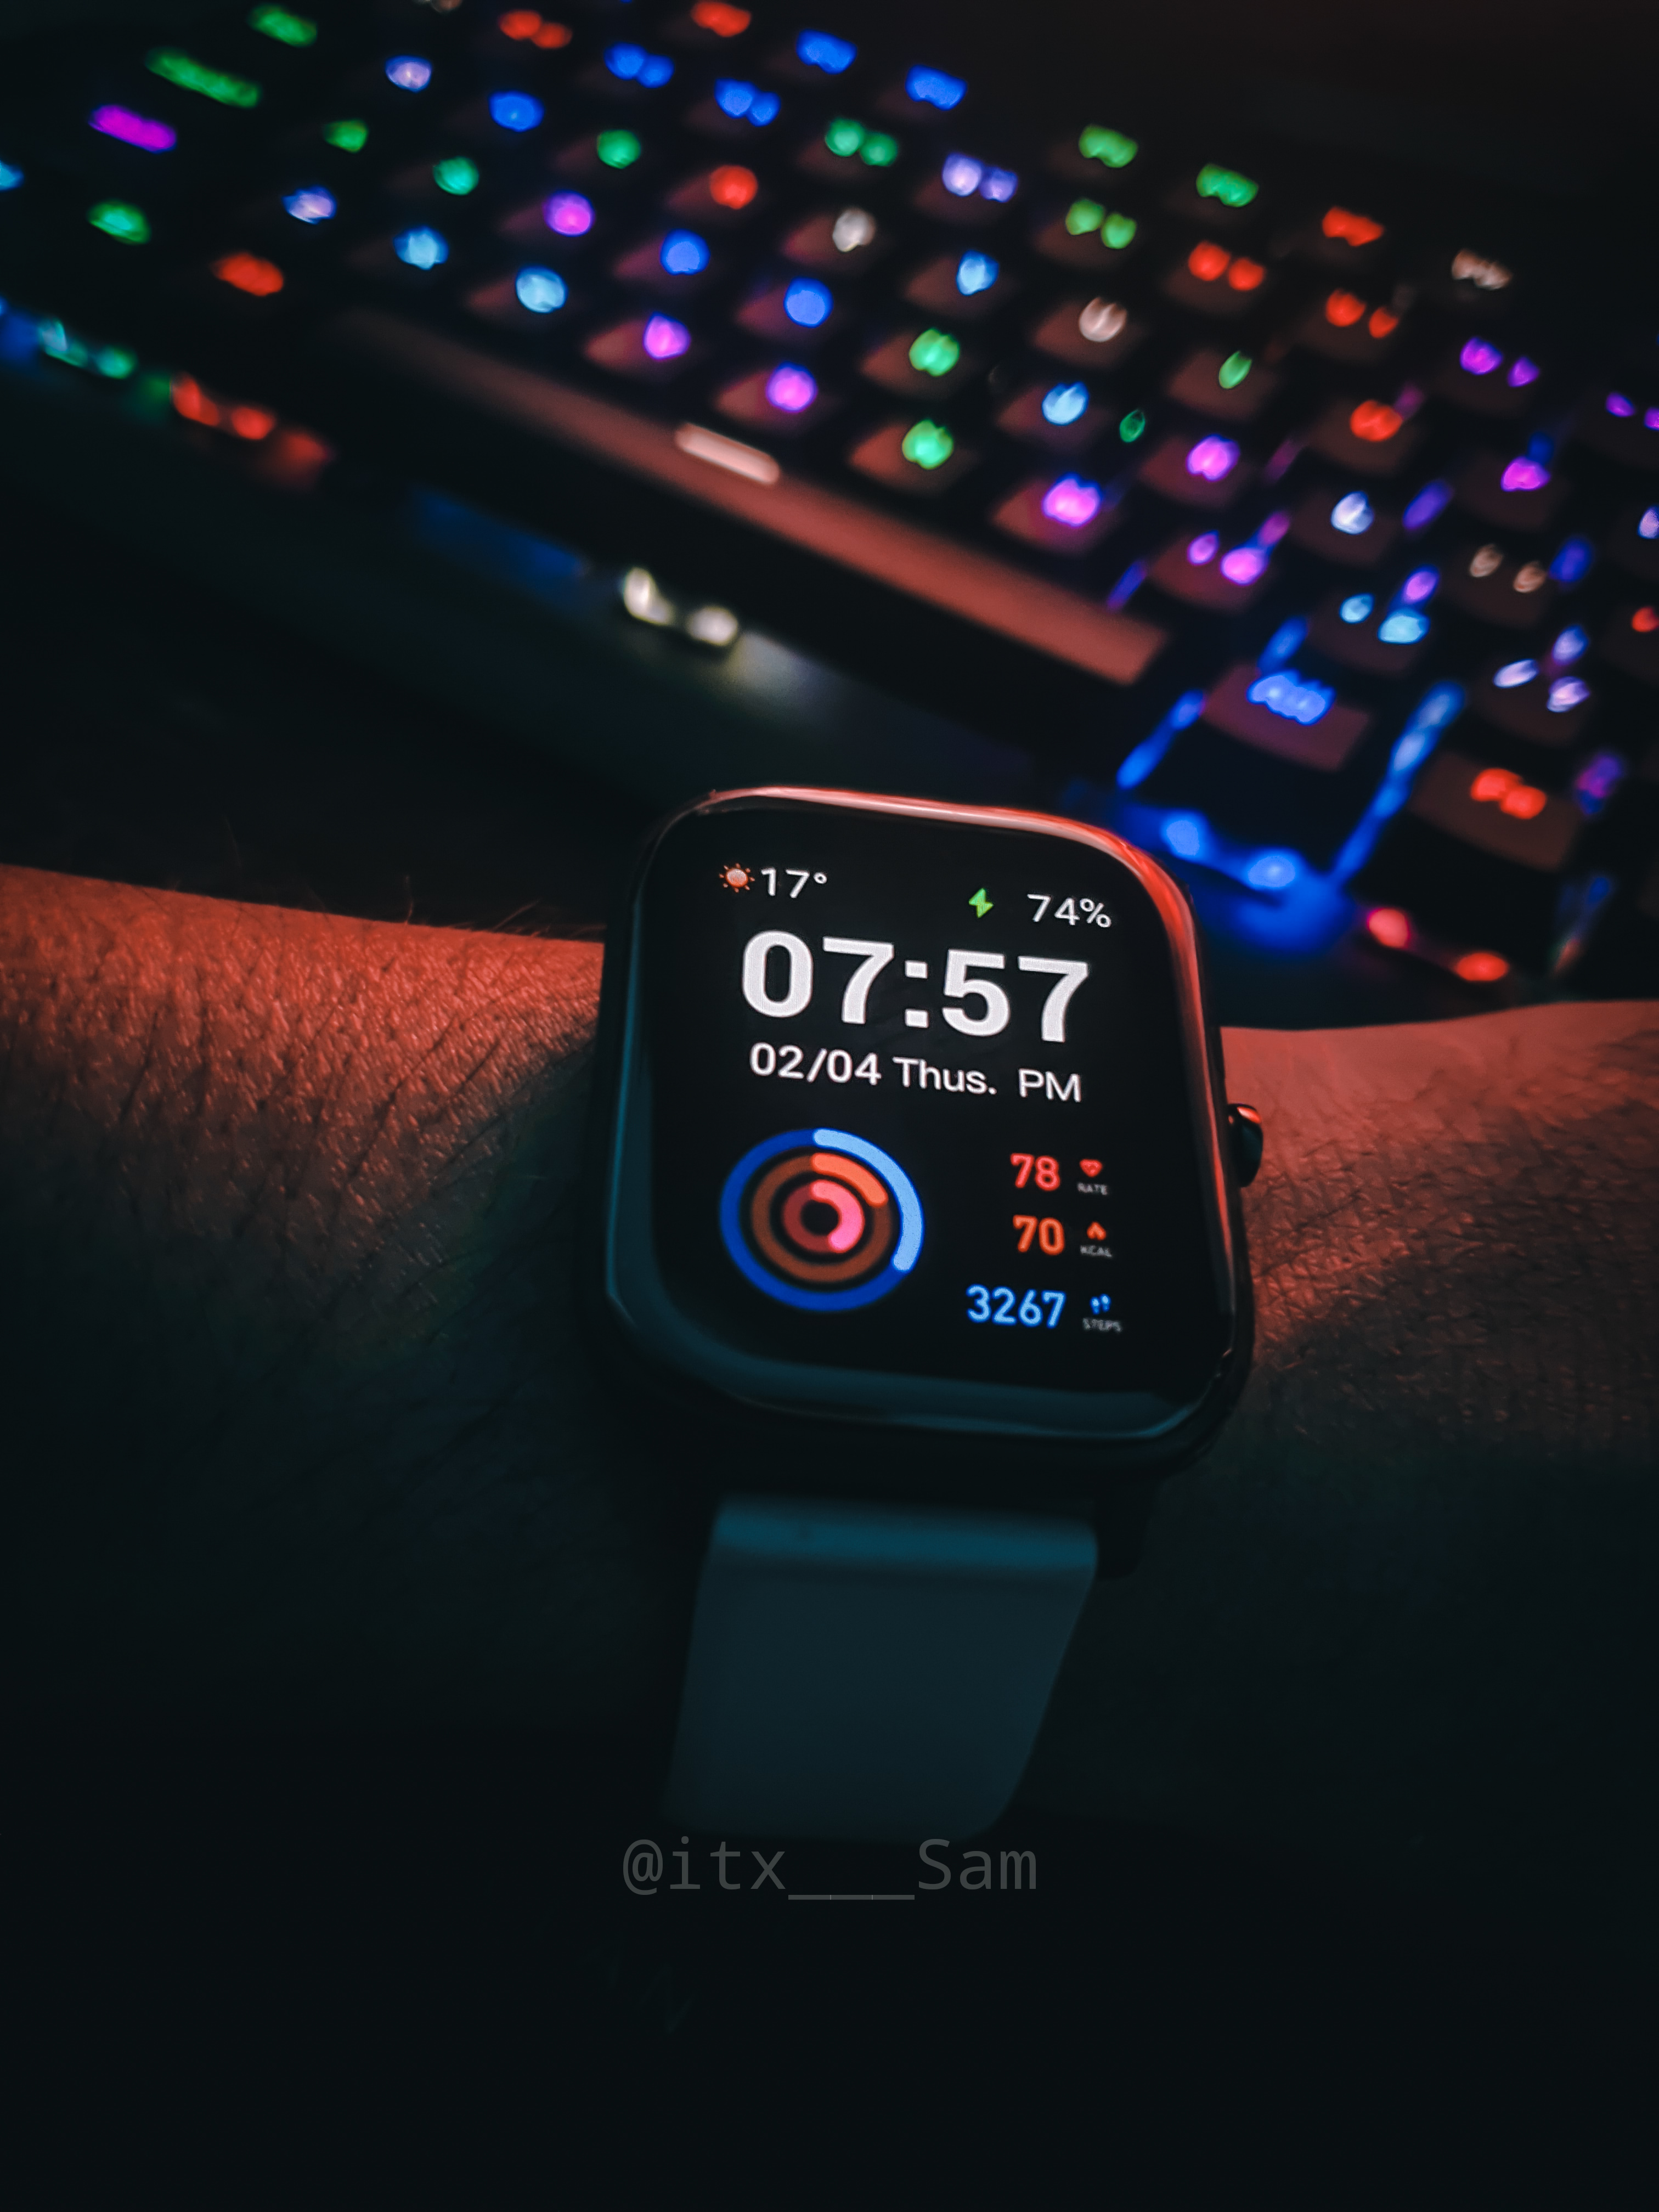 17° 74%
07:57
02/04 Thus. PM
78 RATE
70 KCAL
3267 STEPS
@itx___Sam